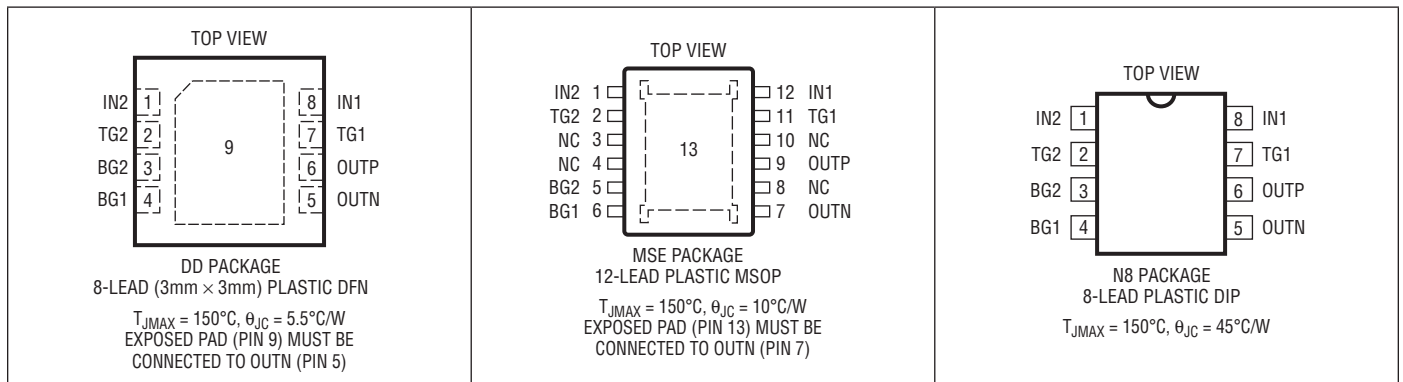 TOP VIEW
IN2 1 8 IN1
TG2 2 7 TG1
BG2 3 6 OUTP
BG1 4 5 OUTN
9
DD PACKAGE
8-LEAD (3mm × 3mm) PLASTIC DFN
TJMAX = 150°C, θJC = 5.5°C/W
EXPOSED PAD (PIN 9) MUST BE
CONNECTED TO OUTN (PIN 5)
TOP VIEW
IN2 1 12 IN1
TG2 2 11 TG1
NC 3 10 NC
NC 4 9 OUTP
BG2 5 8 NC
BG1 6 7 OUTN
13
MSE PACKAGE
12-LEAD PLASTIC MSOP
TJMAX = 150°C, θJC = 10°C/W
EXPOSED PAD (PIN 13) MUST BE
CONNECTED TO OUTN (PIN 7)
TOP VIEW
IN2 1 8 IN1
TG2 2 7 TG1
BG2 3 6 OUTP
BG1 4 5 OUTN
N8 PACKAGE
8-LEAD PLASTIC DIP
TJMAX = 150°C, θJC = 45°C/W